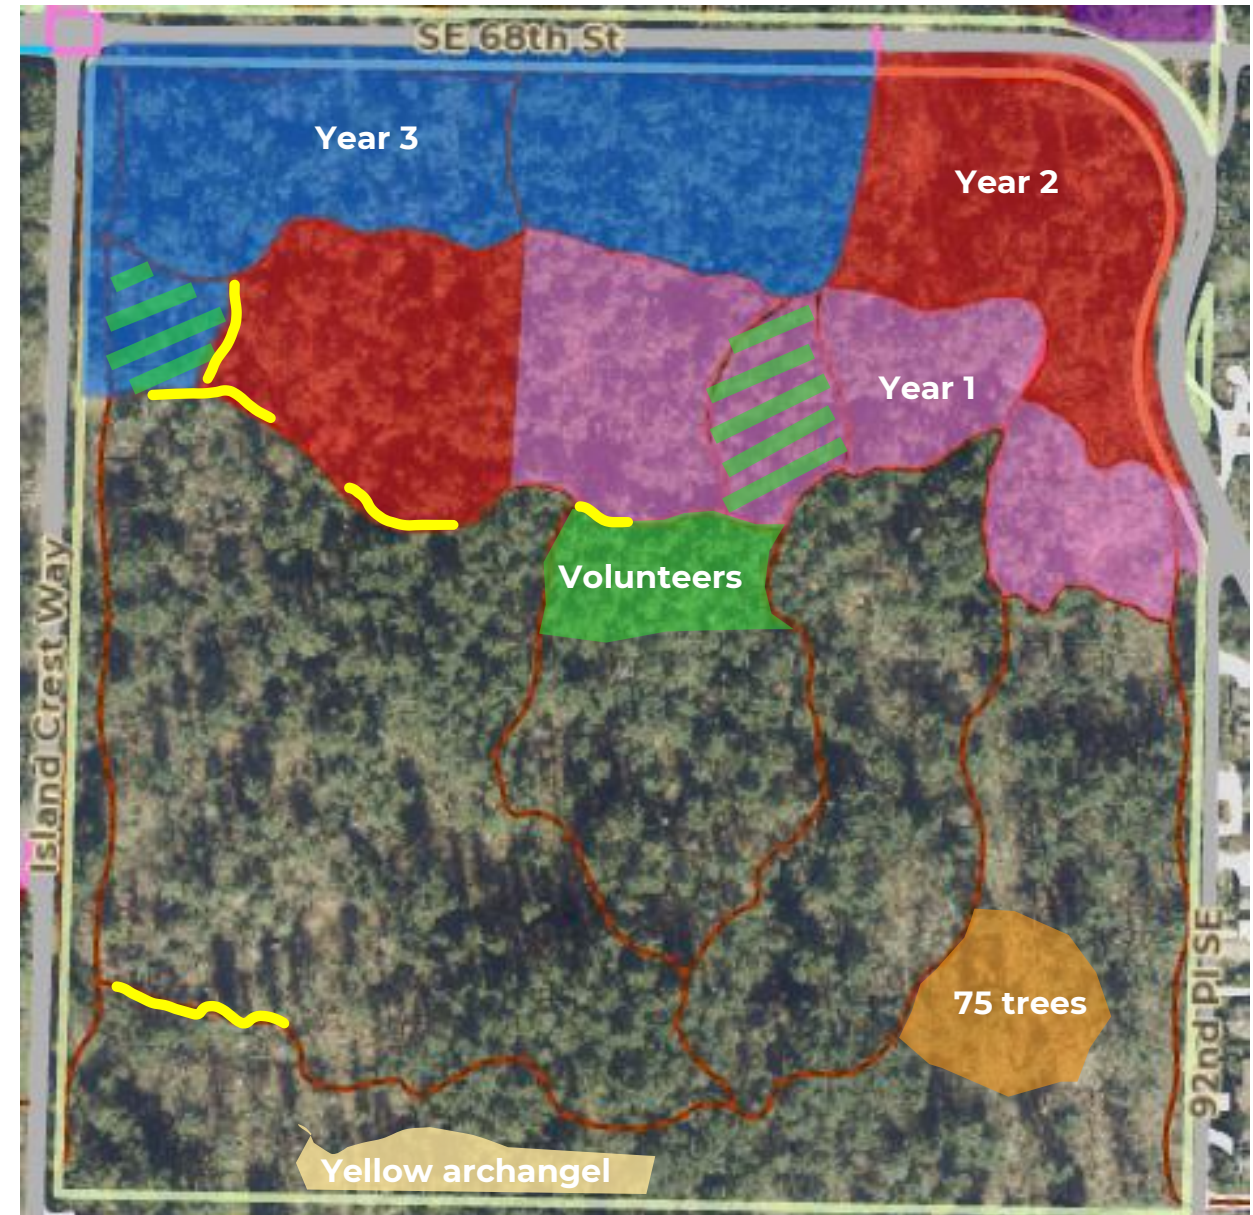 SE 68th St
Year 3
Year 2
Year 1
Volunteers
Island Crest Way
75 trees
92nd Pl SE
Yellow archangel